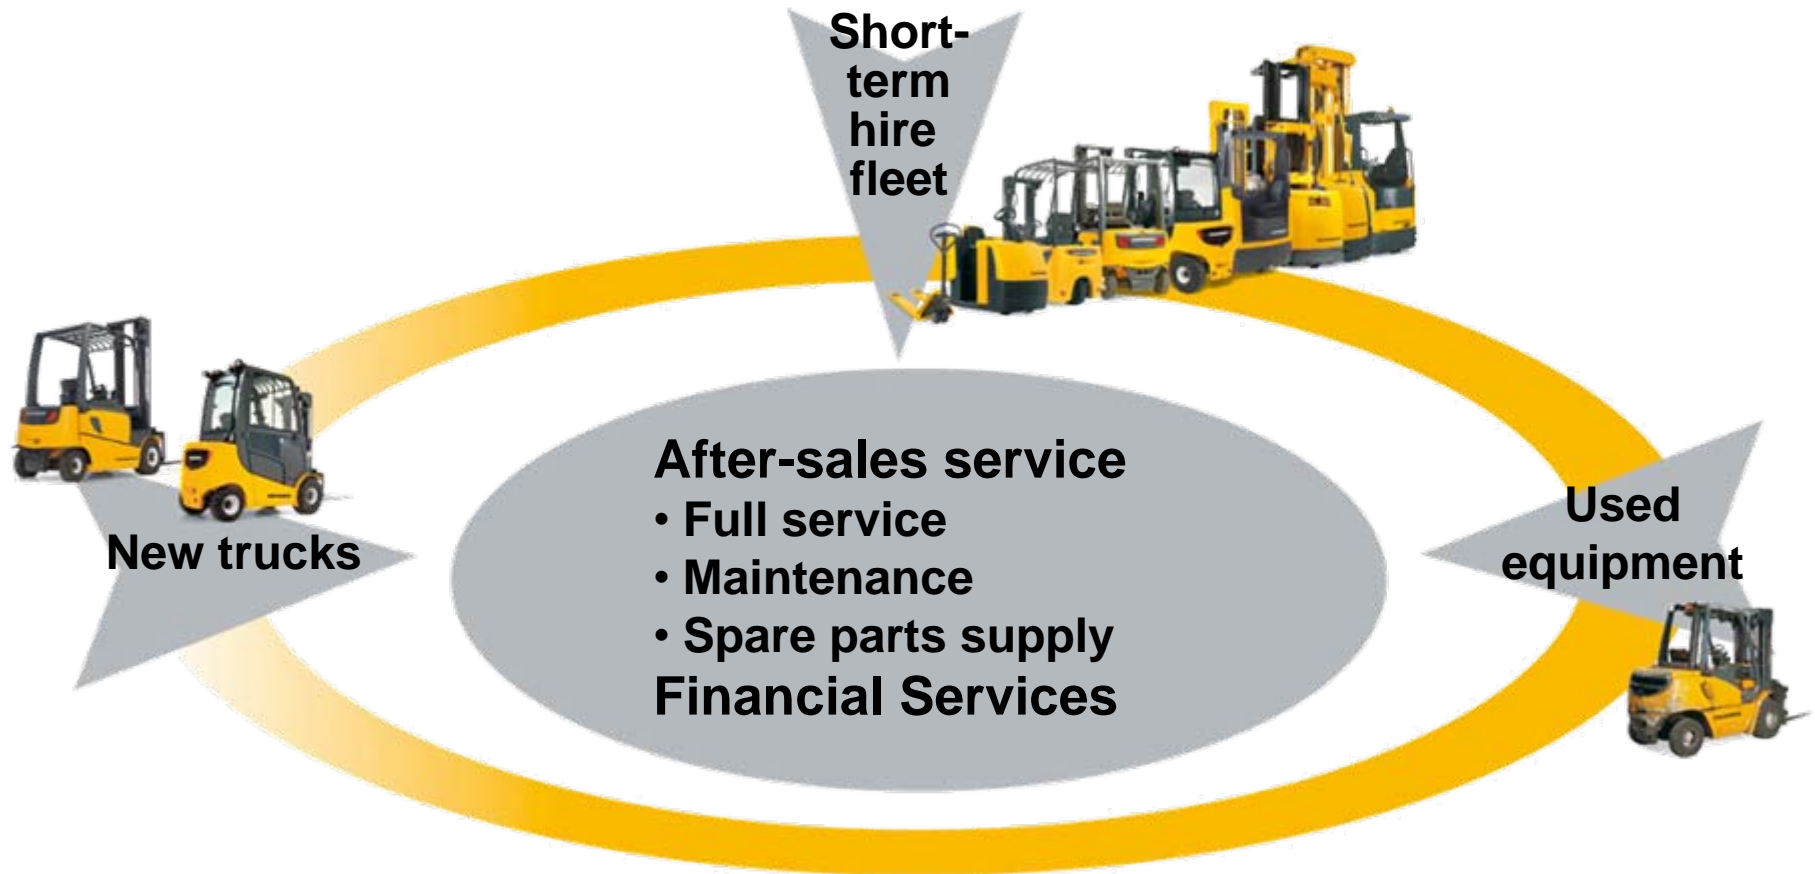 Short-
term
hire
fleet
After-sales service
• Full service
• Maintenance
• Spare parts supply
Financial Services
New trucks
Used
equipment